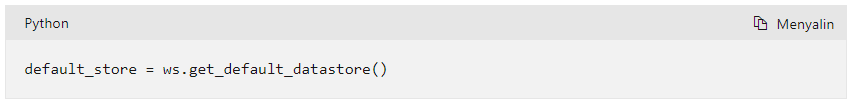 Python
Menyalin
default_store = ws.get_default_datastore()